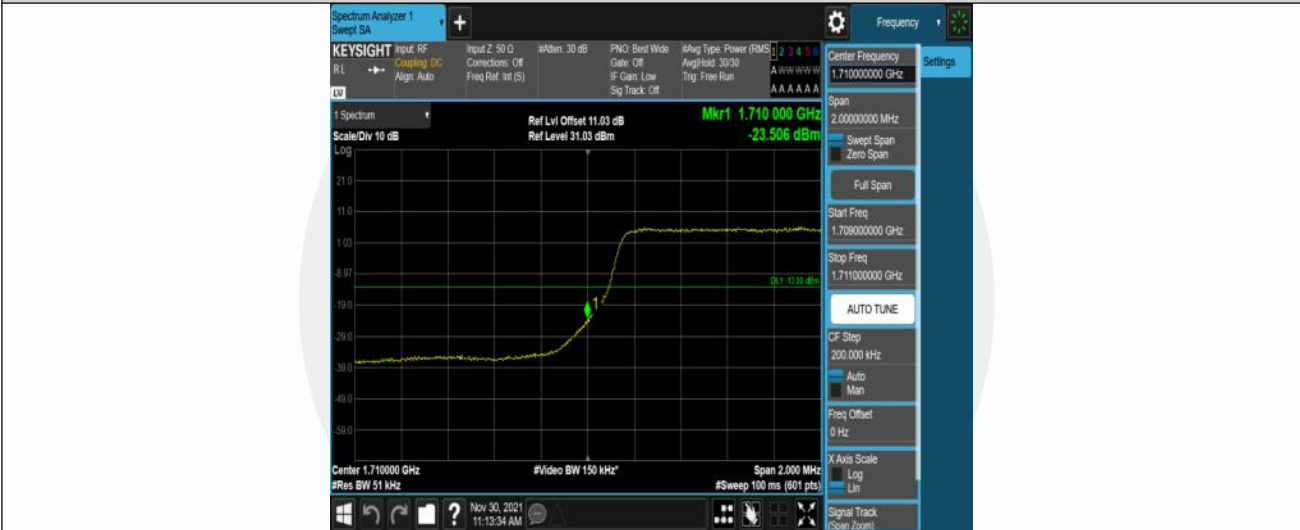 Spectrum Analyzer 1
Swept SA
+
Frequency
KEYSIGHT
RL
Input: RF
Coupling: DC
Align: Auto
Input Z: 50 Ω
Corrections: Off
Freq Ref: Int (S)
#Atten: 30 dB
PNO: Best Wide
Gate: Off
IF Gain: Low
Sig Track: Off
#Avg Type: Power (RMS
Avg|Hold: 30/30
Trig: Free Run
1 2 3 4 5 6
A W W W W W
A A A A A A
Center Frequency
1.710000000 GHz
Settings
1 Spectrum
Scale/Div 10 dB
Ref Lvl Offset 11.03 dB
Ref Level 31.03 dBm
Mkr1 1.710 000 GHz
-23.506 dBm
Log
21.0
11.0
1.03
-8.97
-19.0
-29.0
-39.0
-49.0
-59.0
DL1 -13.00 dBm
1
Span
2.00000000 MHz
Swept Span
Zero Span
Full Span
Start Freq
1.709000000 GHz
Stop Freq
1.711000000 GHz
AUTO TUNE
CF Step
200.000 kHz
Auto
Man
Freq Offset
0 Hz
X Axis Scale
Log
Lin
Signal Track
(Span Zoom)
Center 1.710000 GHz
#Res BW 51 kHz
#Video BW 150 kHz*
Span 2.000 MHz
#Sweep 100 ms (601 pts)
?
Nov 30, 2021
11:13:34 AM